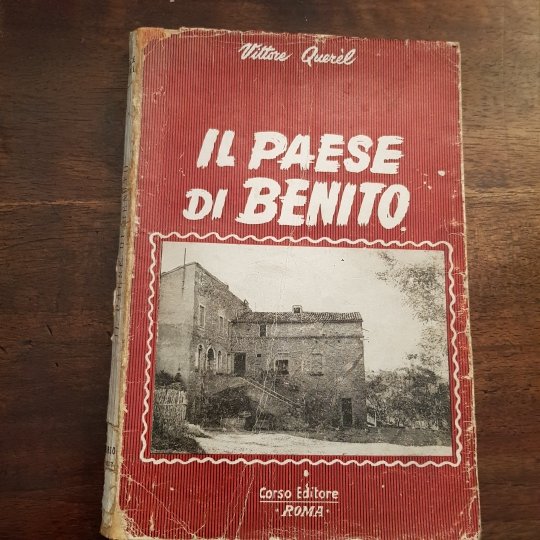 Vittore Querèl
IL PAESE
DI BENITO
Corso Editore
· ROMA ·